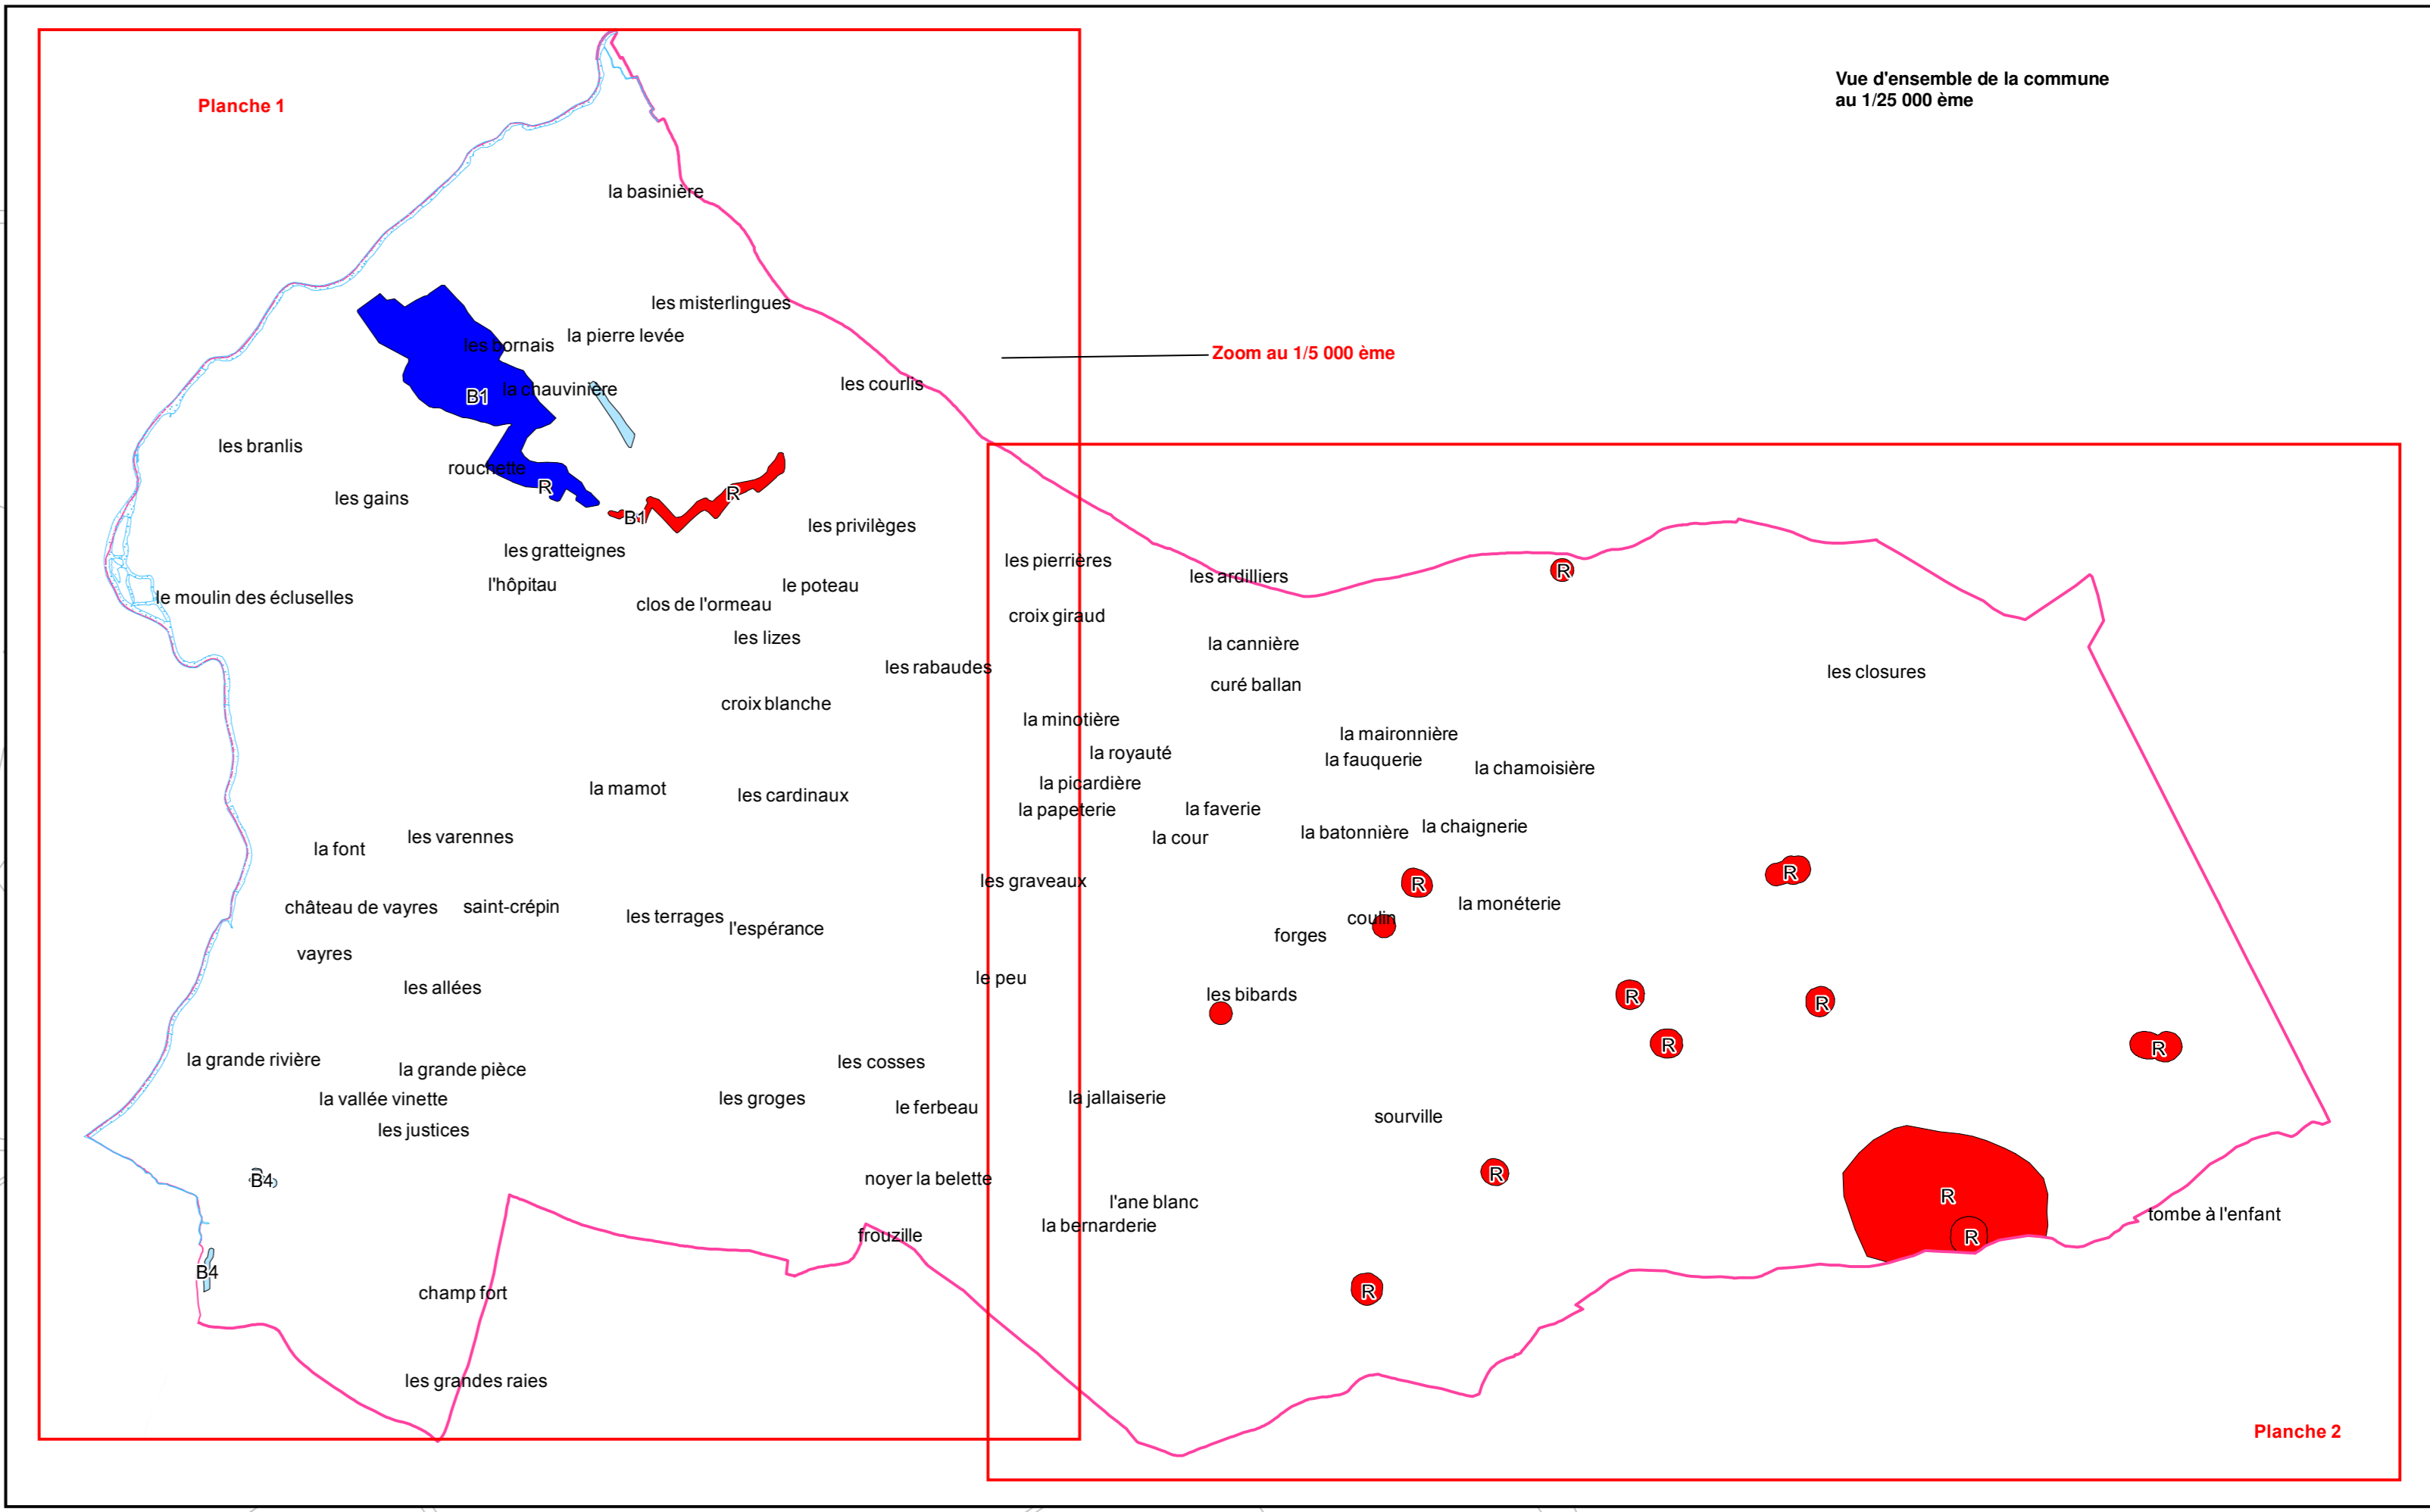 Vue d'ensemble de la commune
au 1/25 000 ème
Planche 1
la basinière
les misterlingues
la pierre levée
les bornais
Zoom au 1/5 000 ème
la chauvinière
les courlis
B1
les branlis
rouchette
R
R
les gains
B1
les privilèges
les gratteignes
les pierrières
R
les ardilliers
l'hôpitau
le poteau
le moulin des écluselles
clos de l'ormeau
croix giraud
les lizes
la cannière
les rabaudes
les closures
curé ballan
croix blanche
la minotière
la maironnière
la royauté
la fauquerie
la chamoisière
la picardière
la mamot
les cardinaux
la papeterie
la faverie
la chaignerie
la batonnière
les varennes
la cour
la font
R
les graveaux
R
la monéterie
château de vayres
saint-crépin
les terrages
coulin
l'espérance
forges
vayres
le peu
les allées
les bibards
R
R
R
R
la grande rivière
les cosses
la grande pièce
la vallée vinette
les groges
le ferbeau
la jallaiserie
sourville
les justices
R
B4
noyer la belette
R
l'ane blanc
tombe à l'enfant
la bernarderie
frouzille
R
B4
champ fort
R
les grandes raies
Planche 2